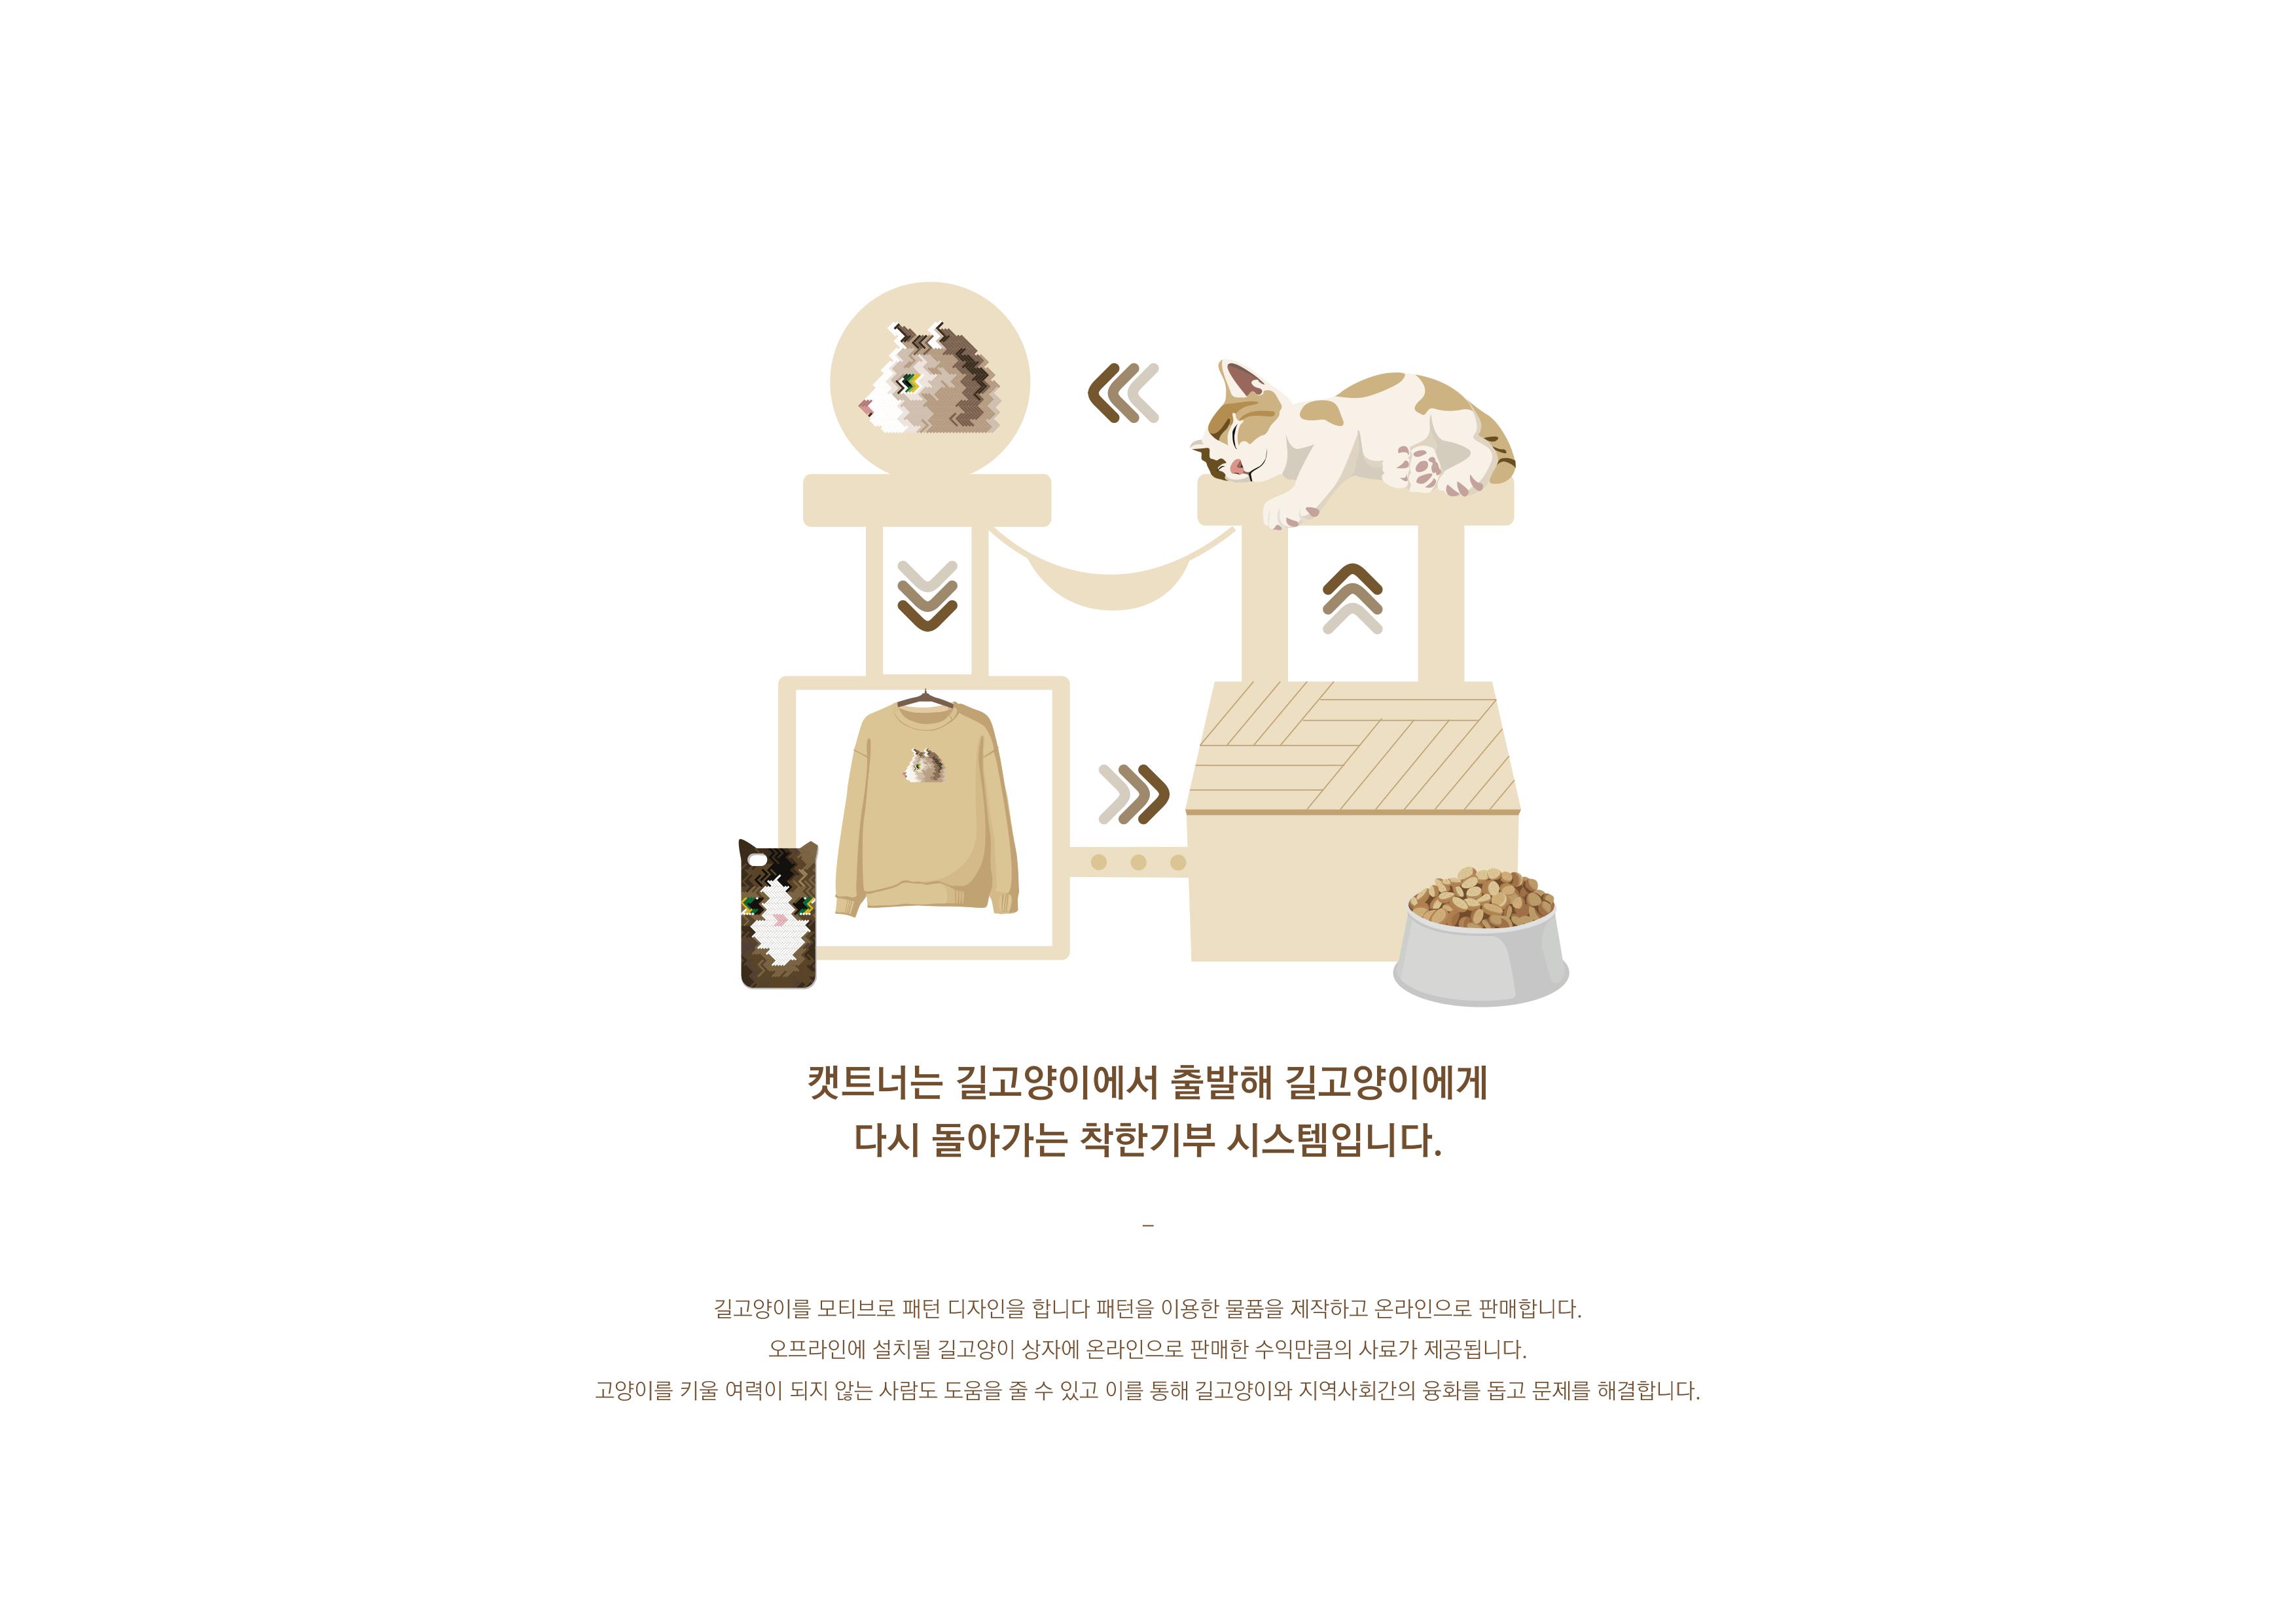 캣트너는 길고양이에서 출발해 길고양이에게
다시 돌아가는 착한기부 시스템입니다.
–
길고양이를 모티브로 패턴 디자인을 합니다 패턴을 이용한 물품을 제작하고 온라인으로 판매합니다.
오프라인에 설치될 길고양이 상자에 온라인으로 판매한 수익만큼의 사료가 제공됩니다.
고양이를 키울 여력이 되지 않는 사람도 도움을 줄 수 있고 이를 통해 길고양이와 지역사회간의 융화를 돕고 문제를 해결합니다.